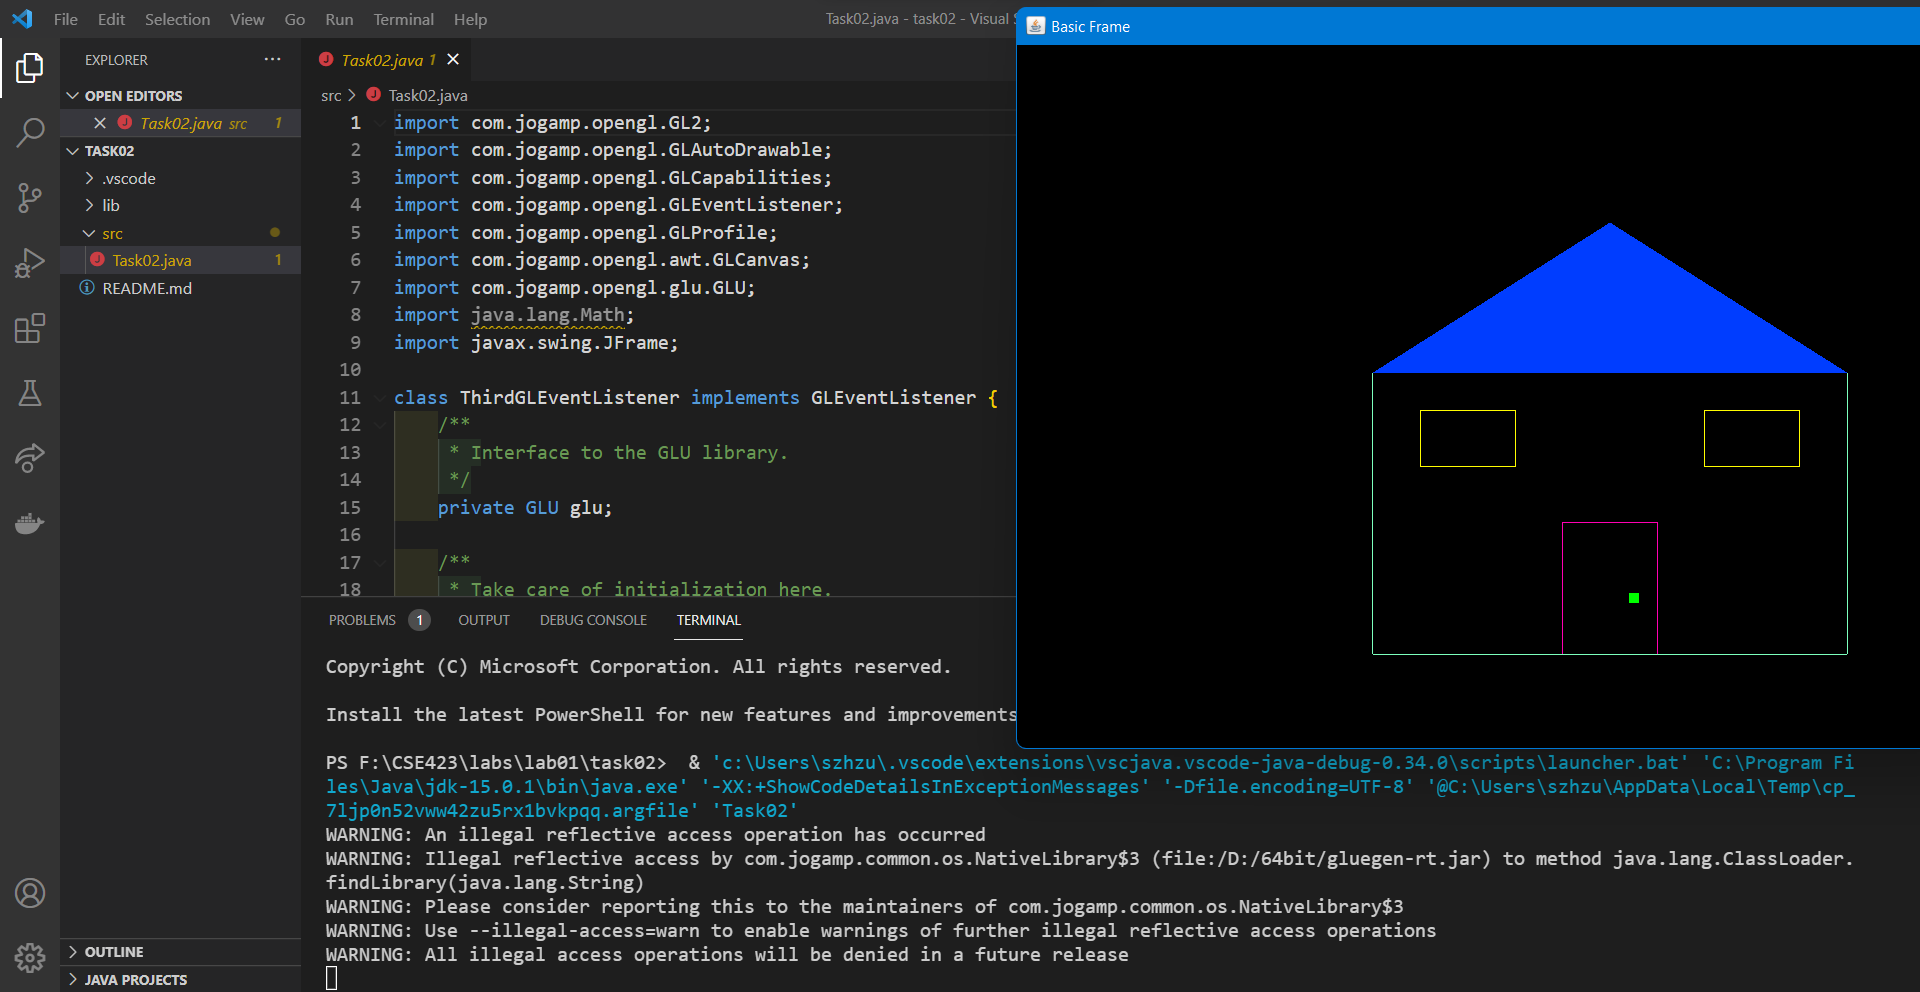 File Edit Selection View Go Run Terminal Help
Task02.java - task02 - Visual
Basic Frame
EXPLORER
OPEN EDITORS
Task02.java src 1
TASK02
.vscode
lib
src
Task02.java 1
README.md
OUTLINE
JAVA PROJECTS
Task02.java 1
src > Task02.java
1 import com.jogamp.opengl.GL2;
2 import com.jogamp.opengl.GLAutoDrawable;
3 import com.jogamp.opengl.GLCapabilities;
4 import com.jogamp.opengl.GLEventListener;
5 import com.jogamp.opengl.GLProfile;
6 import com.jogamp.opengl.awt.GLCanvas;
7 import com.jogamp.opengl.glu.GLU;
8 import java.lang.Math;
9 import javax.swing.JFrame;
10
11 class ThirdGLEventListener implements GLEventListener {
12 /**
13 * Interface to the GLU library.
14 */
15 private GLU glu;
16
17 /**
18 * Take care of initialization here.
PROBLEMS 1 OUTPUT DEBUG CONSOLE TERMINAL
Copyright (C) Microsoft Corporation. All rights reserved.
Install the latest PowerShell for new features and improvements
PS F:\CSE423\labs\lab01\task02> & 'c:\Users\szhzu\.vscode\extensions\vscjava.vscode-java-debug-0.34.0\scripts\launcher.bat' 'C:\Program Fi
les\Java\jdk-15.0.1\bin\java.exe' '-XX:+ShowCodeDetailsInExceptionMessages' '-Dfile.encoding=UTF-8' '@C:\Users\szhzu\AppData\Local\Temp\cp_
7ljp0n52vww42zu5rx1bvkpqq.argfile' 'Task02'
WARNING: An illegal reflective access operation has occurred
WARNING: Illegal reflective access by com.jogamp.common.os.NativeLibrary$3 (file:/D:/64bit/gluegen-rt.jar) to method java.lang.ClassLoader.
findLibrary(java.lang.String)
WARNING: Please consider reporting this to the maintainers of com.jogamp.common.os.NativeLibrary$3
WARNING: Use --illegal-access=warn to enable warnings of further illegal reflective access operations
WARNING: All illegal access operations will be denied in a future release